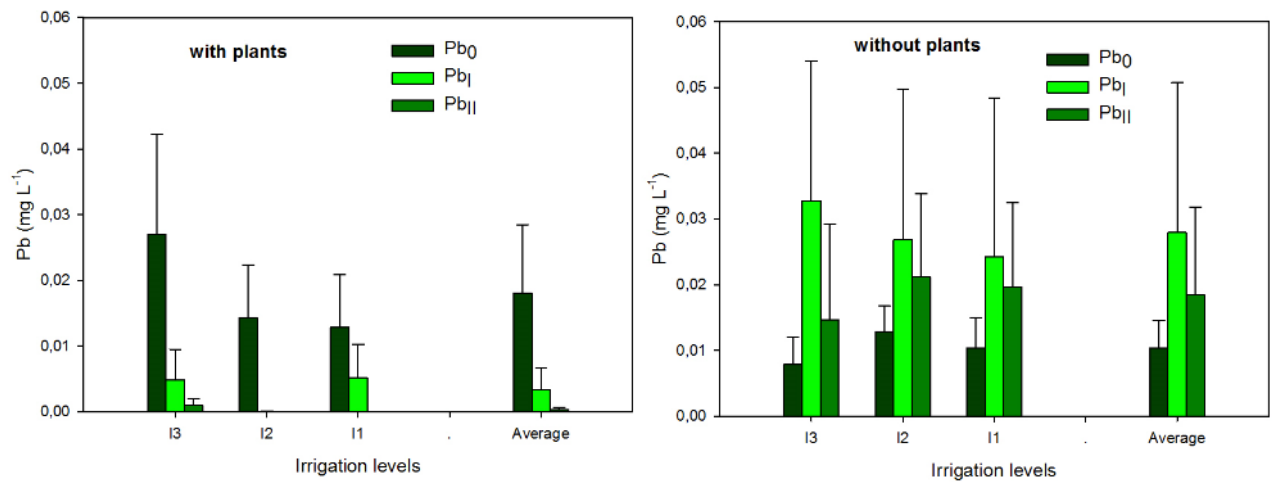 with plants
Pb0
PbI
PbII
0,06
0,05
0,04
0,03
0,02
0,01
0,00
Pb (mg L-1)
I3 I2 I1 . Average
Irrigation levels
without plants
Pb0
PbI
PbII
0,06
0,05
0,04
0,03
0,02
0,01
0,00
Pb (mg L-1)
I3 I2 I1 . Average
Irrigation levels